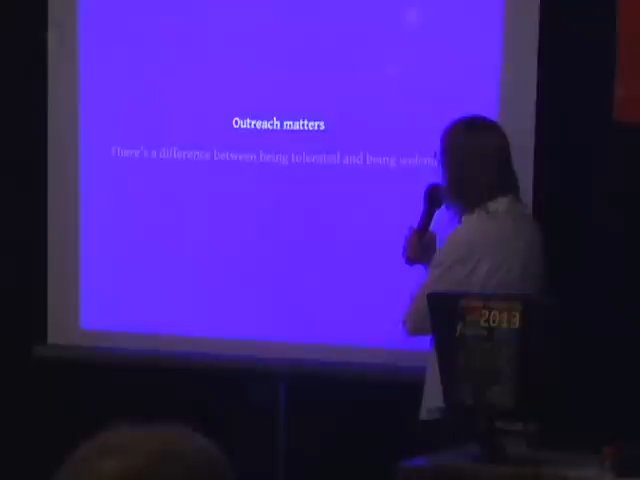 Outreach matters
There's a difference between being tolerated and being
2013